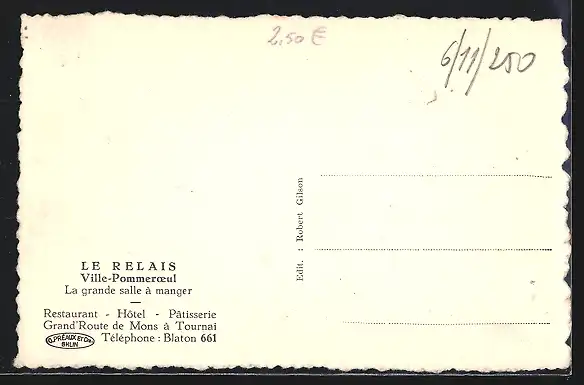 2,50 €
6/11/250
Edit. : Robert Gilson
LE RELAIS
Ville-Pommerœul
La grande salle à manger
Restaurant - Hôtel - Pâtisserie
Grand'Route de Mons à Tournai
Téléphone : Blaton 661